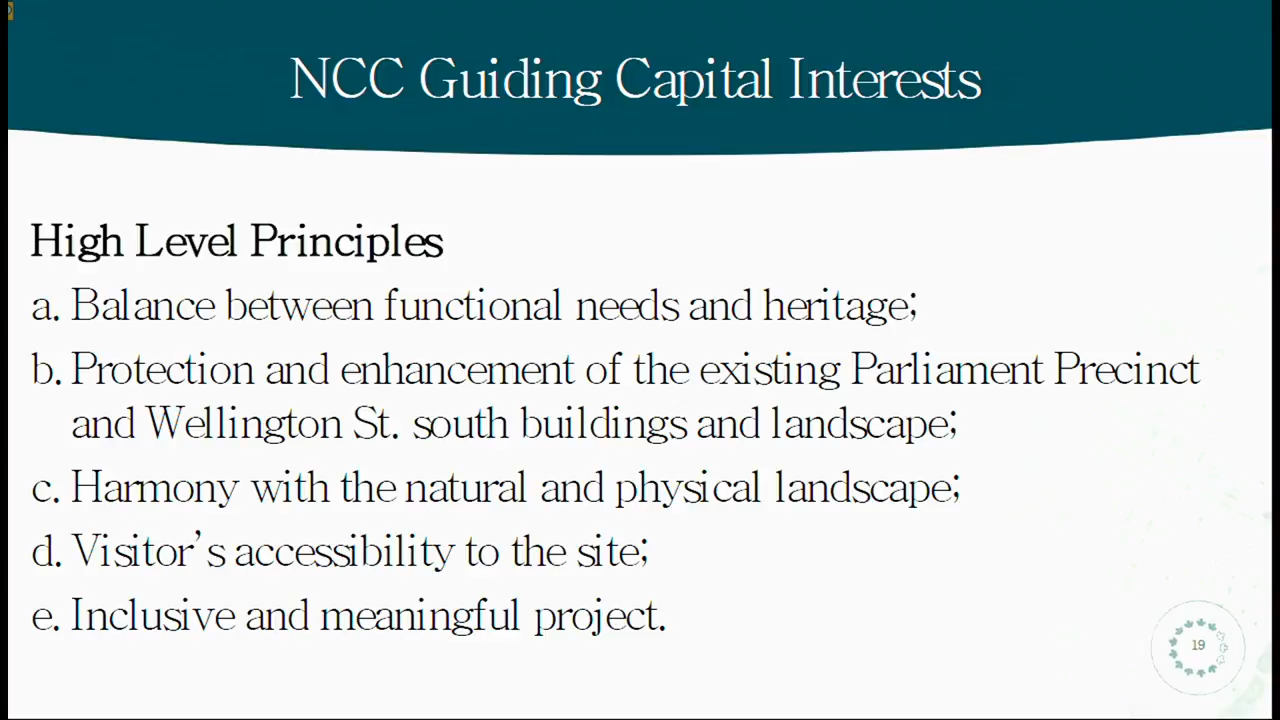 NCC Guiding Capital Interests
High Level Principles
a. Balance between functional needs and heritage;
b. Protection and enhancement of the existing Parliament Precinct
and Wellington St. south buildings and landscape;
c. Harmony with the natural and physical landscape;
d. Visitor’s accessibility to the site;
e. Inclusive and meaningful project.
19